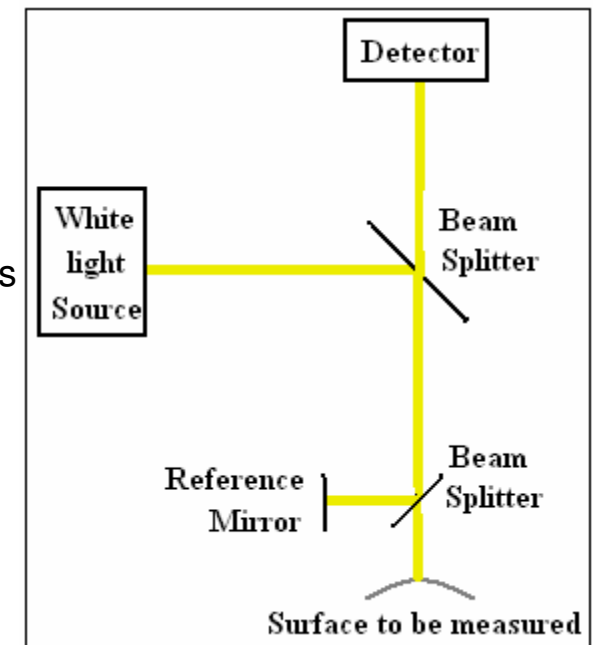 Detector
White
light
Source
Beam
Splitter
s
Reference
Mirror
Beam
Splitter
Surface to be measured